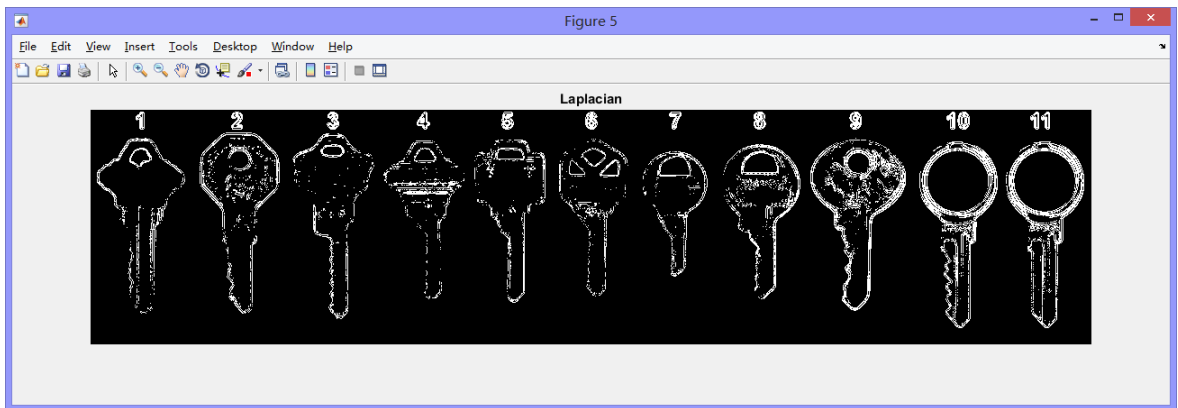 Figure 5
File Edit View Insert Tools Desktop Window Help
Laplacian
1 2 3 4 5 6 7 8 9 10 11